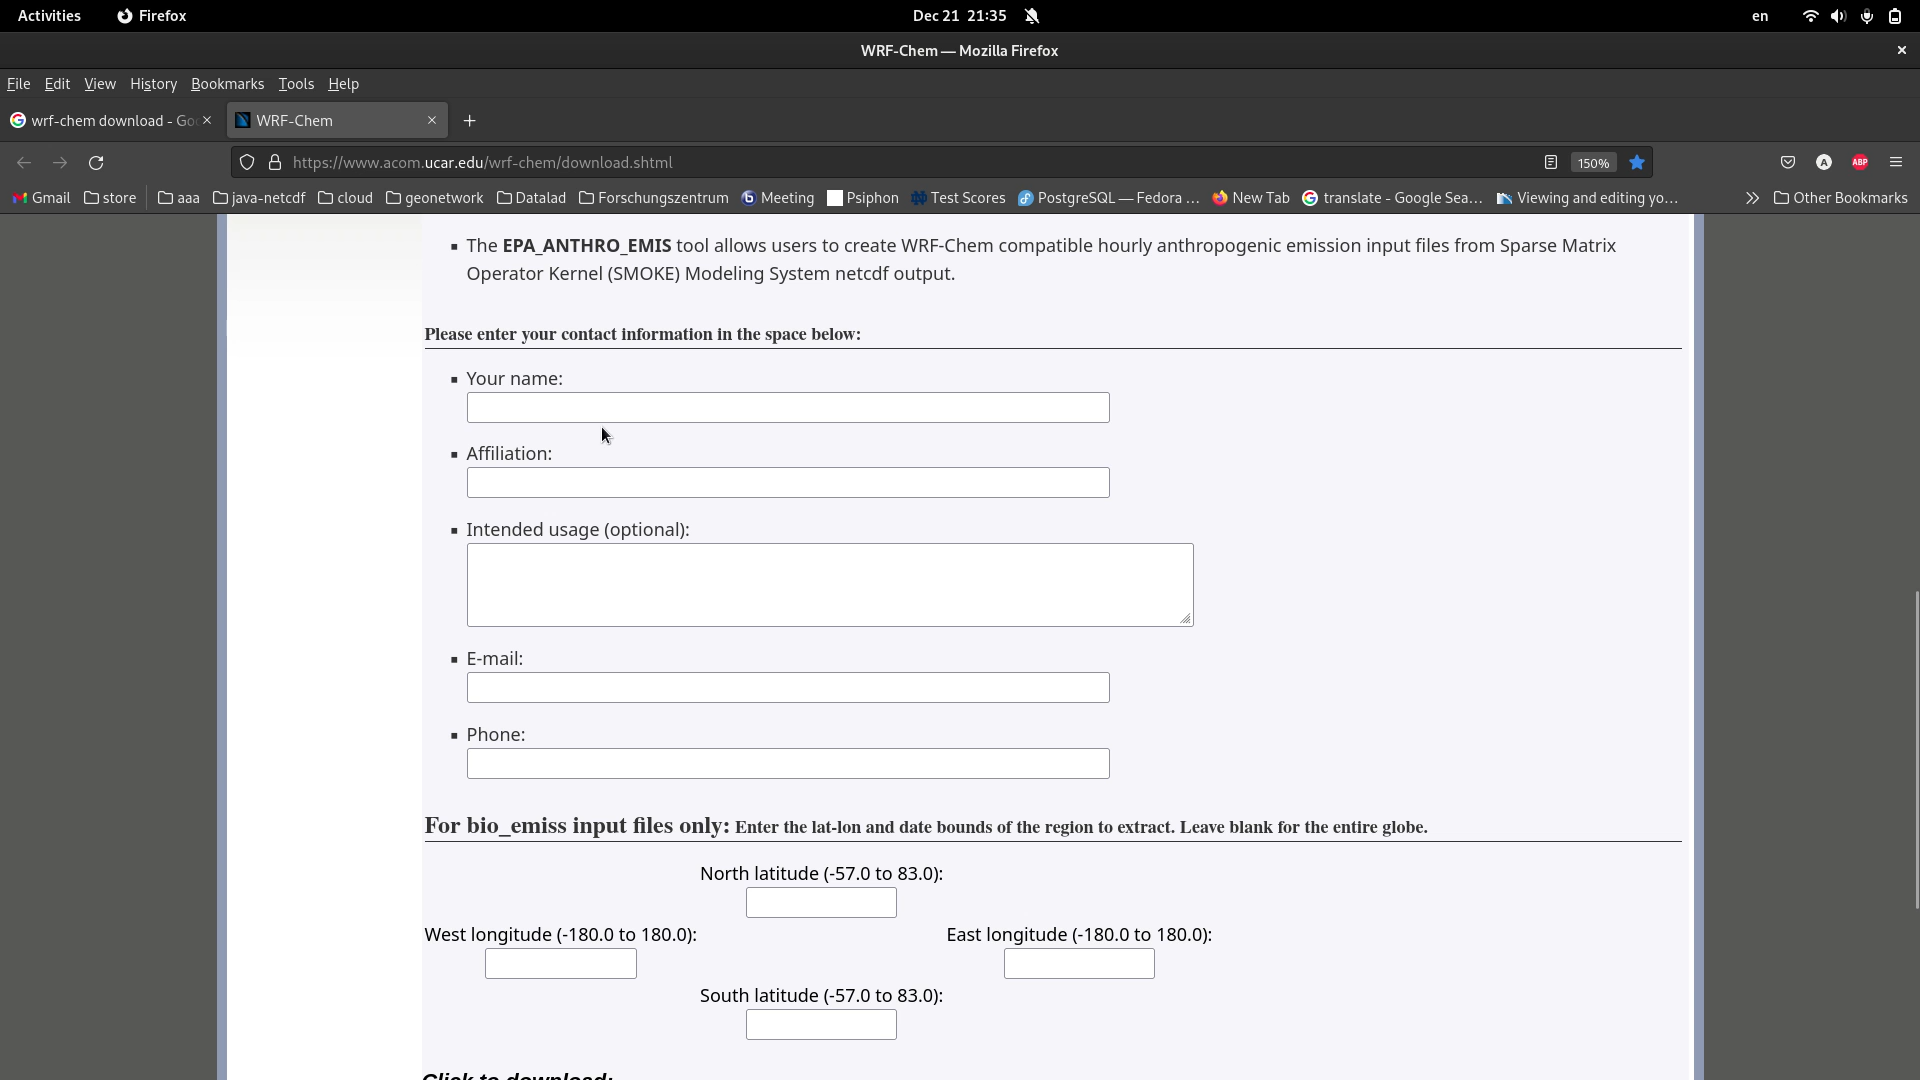 Activities
Firefox
Dec 21 21:35
en
WRF-Chem — Mozilla Firefox
File Edit View History Bookmarks Tools Help
wrf-chem download - Go
WRF-Chem
https://www.acom.ucar.edu/wrf-chem/download.shtml
150%
A
ABP
Gmail store aaa java-netcdf cloud geonetwork Datalad Forschungszentrum Meeting Psiphon Test Scores PostgreSQL — Fedora ... New Tab translate - Google Sea... Viewing and editing yo... Other Bookmarks
The EPA_ANTHRO_EMIS tool allows users to create WRF-Chem compatible hourly anthropogenic emission input files from Sparse Matrix
Operator Kernel (SMOKE) Modeling System netcdf output.
Please enter your contact information in the space below:
Your name:
Affiliation:
Intended usage (optional):
E-mail:
Phone:
For bio_emiss input files only: Enter the lat-lon and date bounds of the region to extract. Leave blank for the entire globe.
North latitude (-57.0 to 83.0):
West longitude (-180.0 to 180.0):
East longitude (-180.0 to 180.0):
South latitude (-57.0 to 83.0):
Click to download: